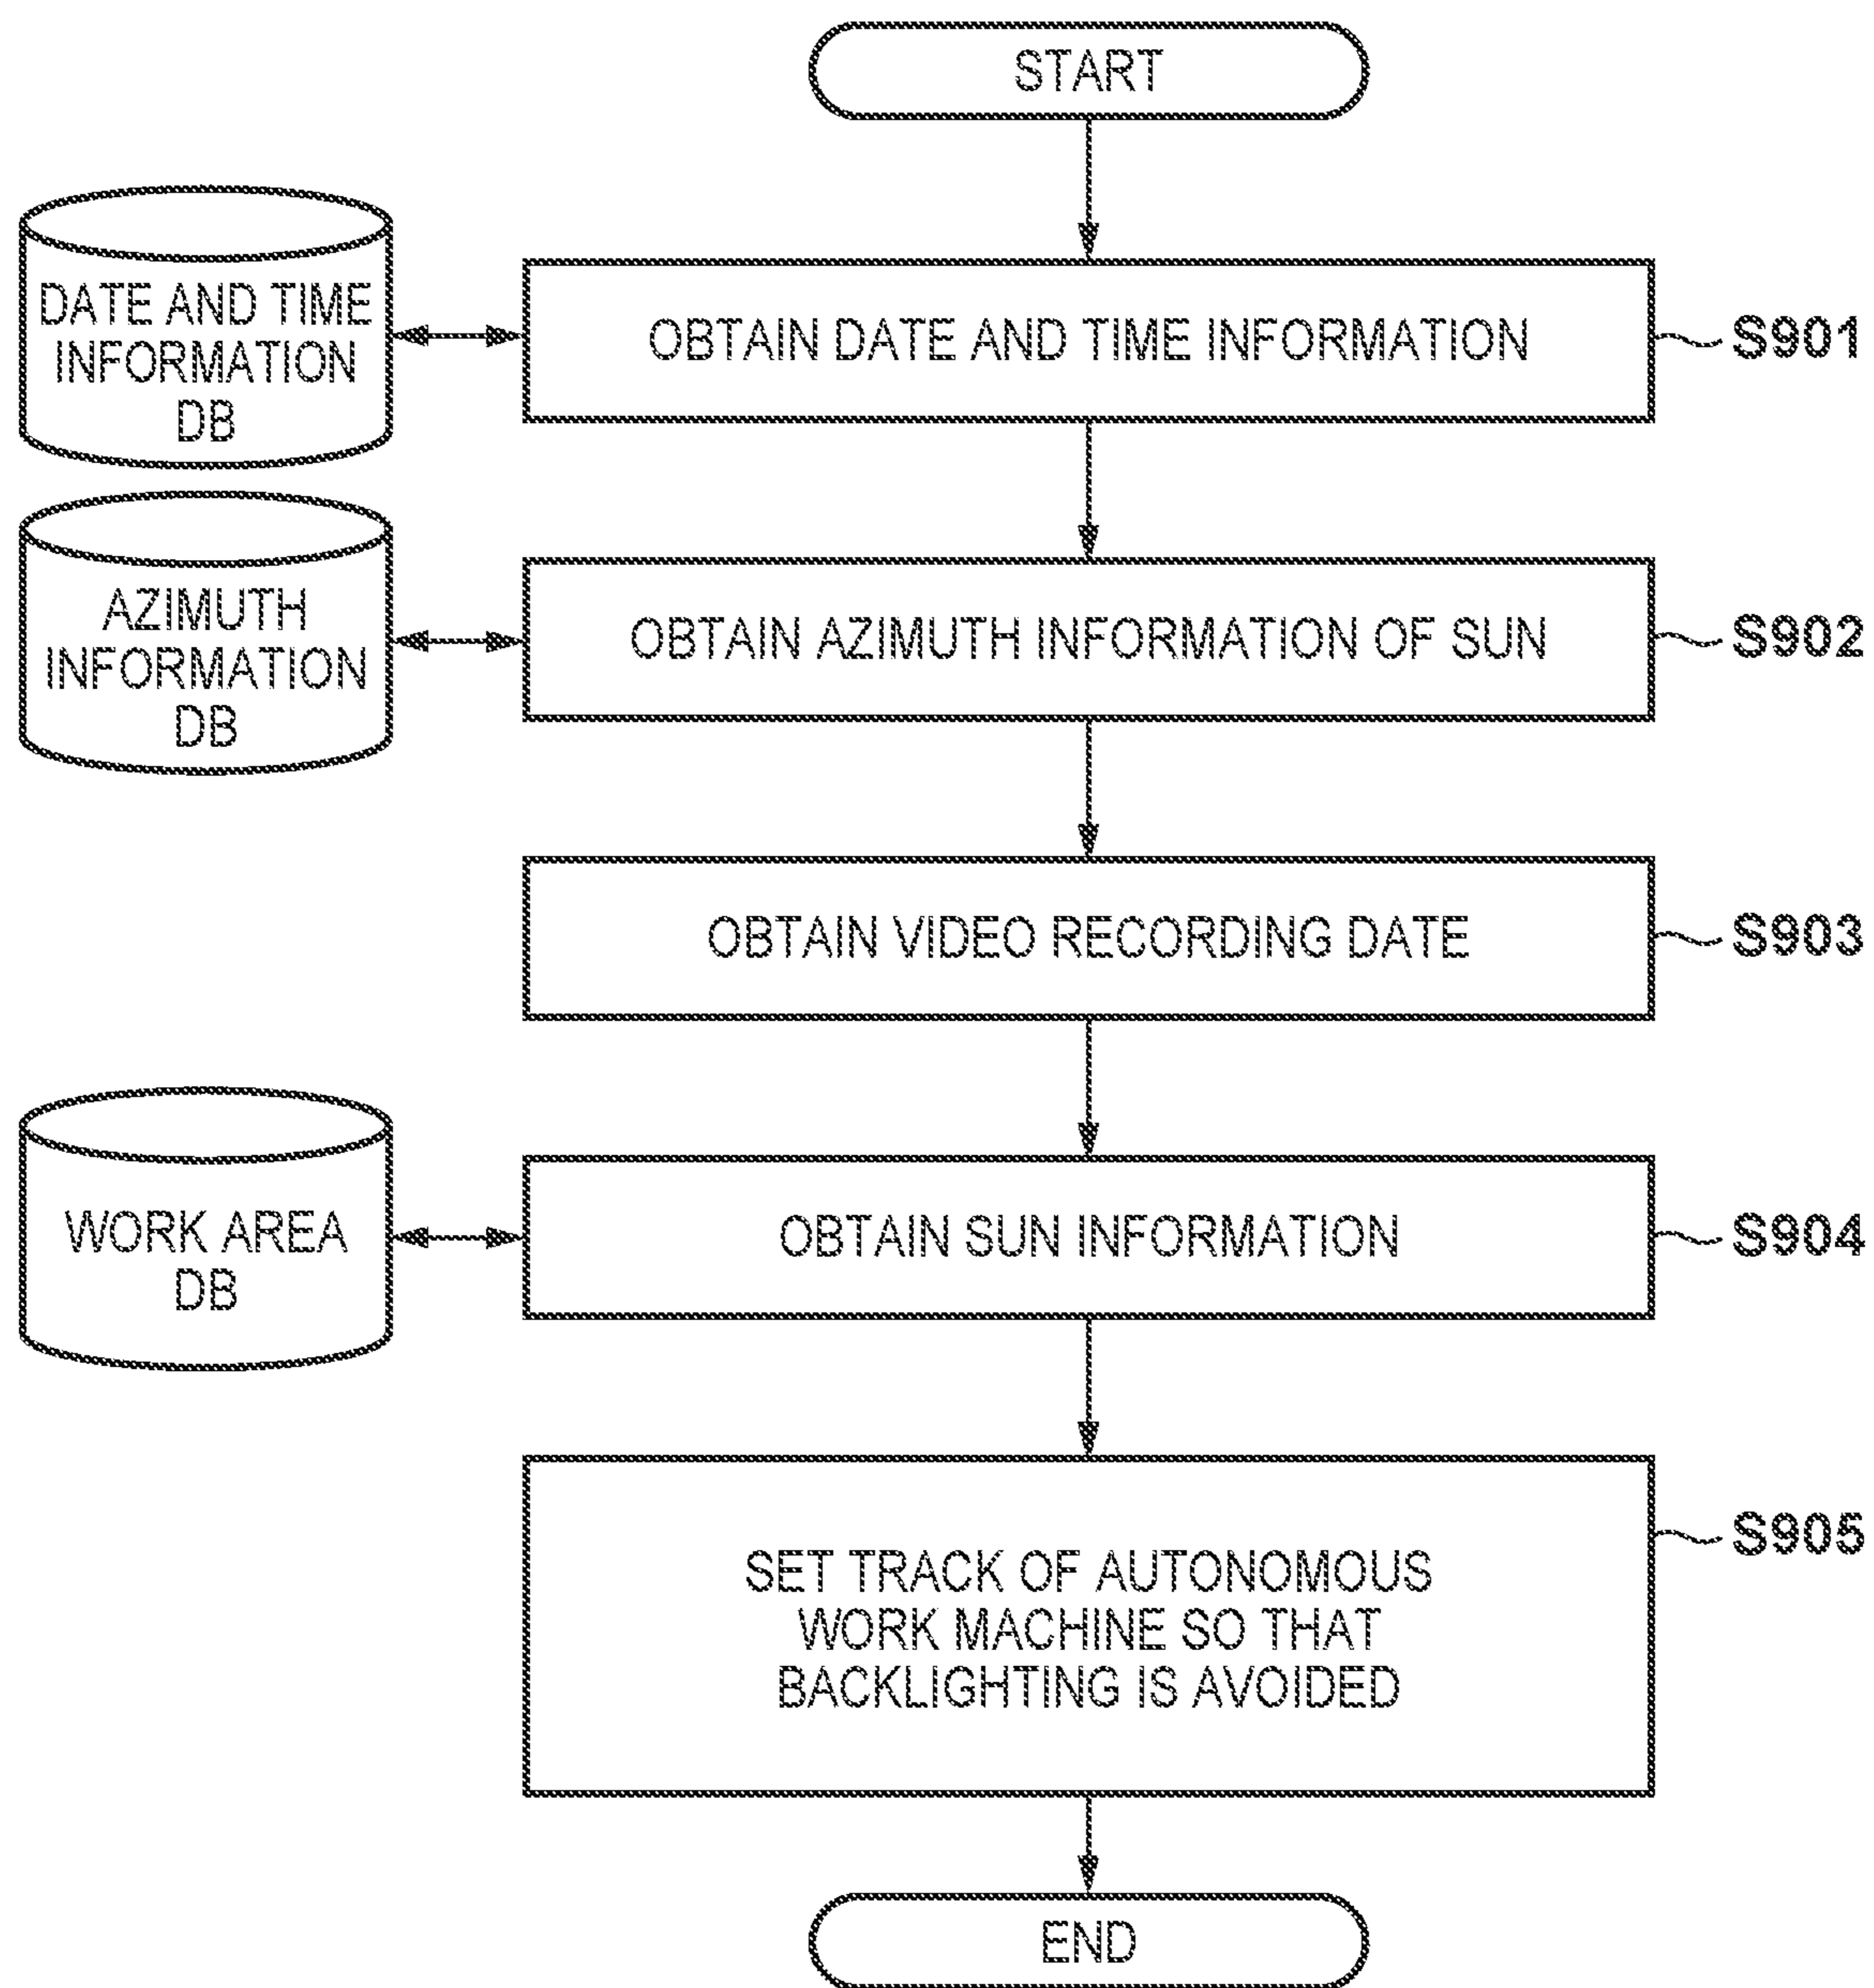 START
DATE AND TIME
INFORMATION
DB
OBTAIN DATE AND TIME INFORMATION
S901
AZIMUTH
INFORMATION
DB
OBTAIN AZIMUTH INFORMATION OF SUN
S902
OBTAIN VIDEO RECORDING DATE
S903
WORK AREA
DB
OBTAIN SUN INFORMATION
S904
SET TRACK OF AUTONOMOUS
WORK MACHINE SO THAT
BACKLIGHTING IS AVOIDED
S905
END